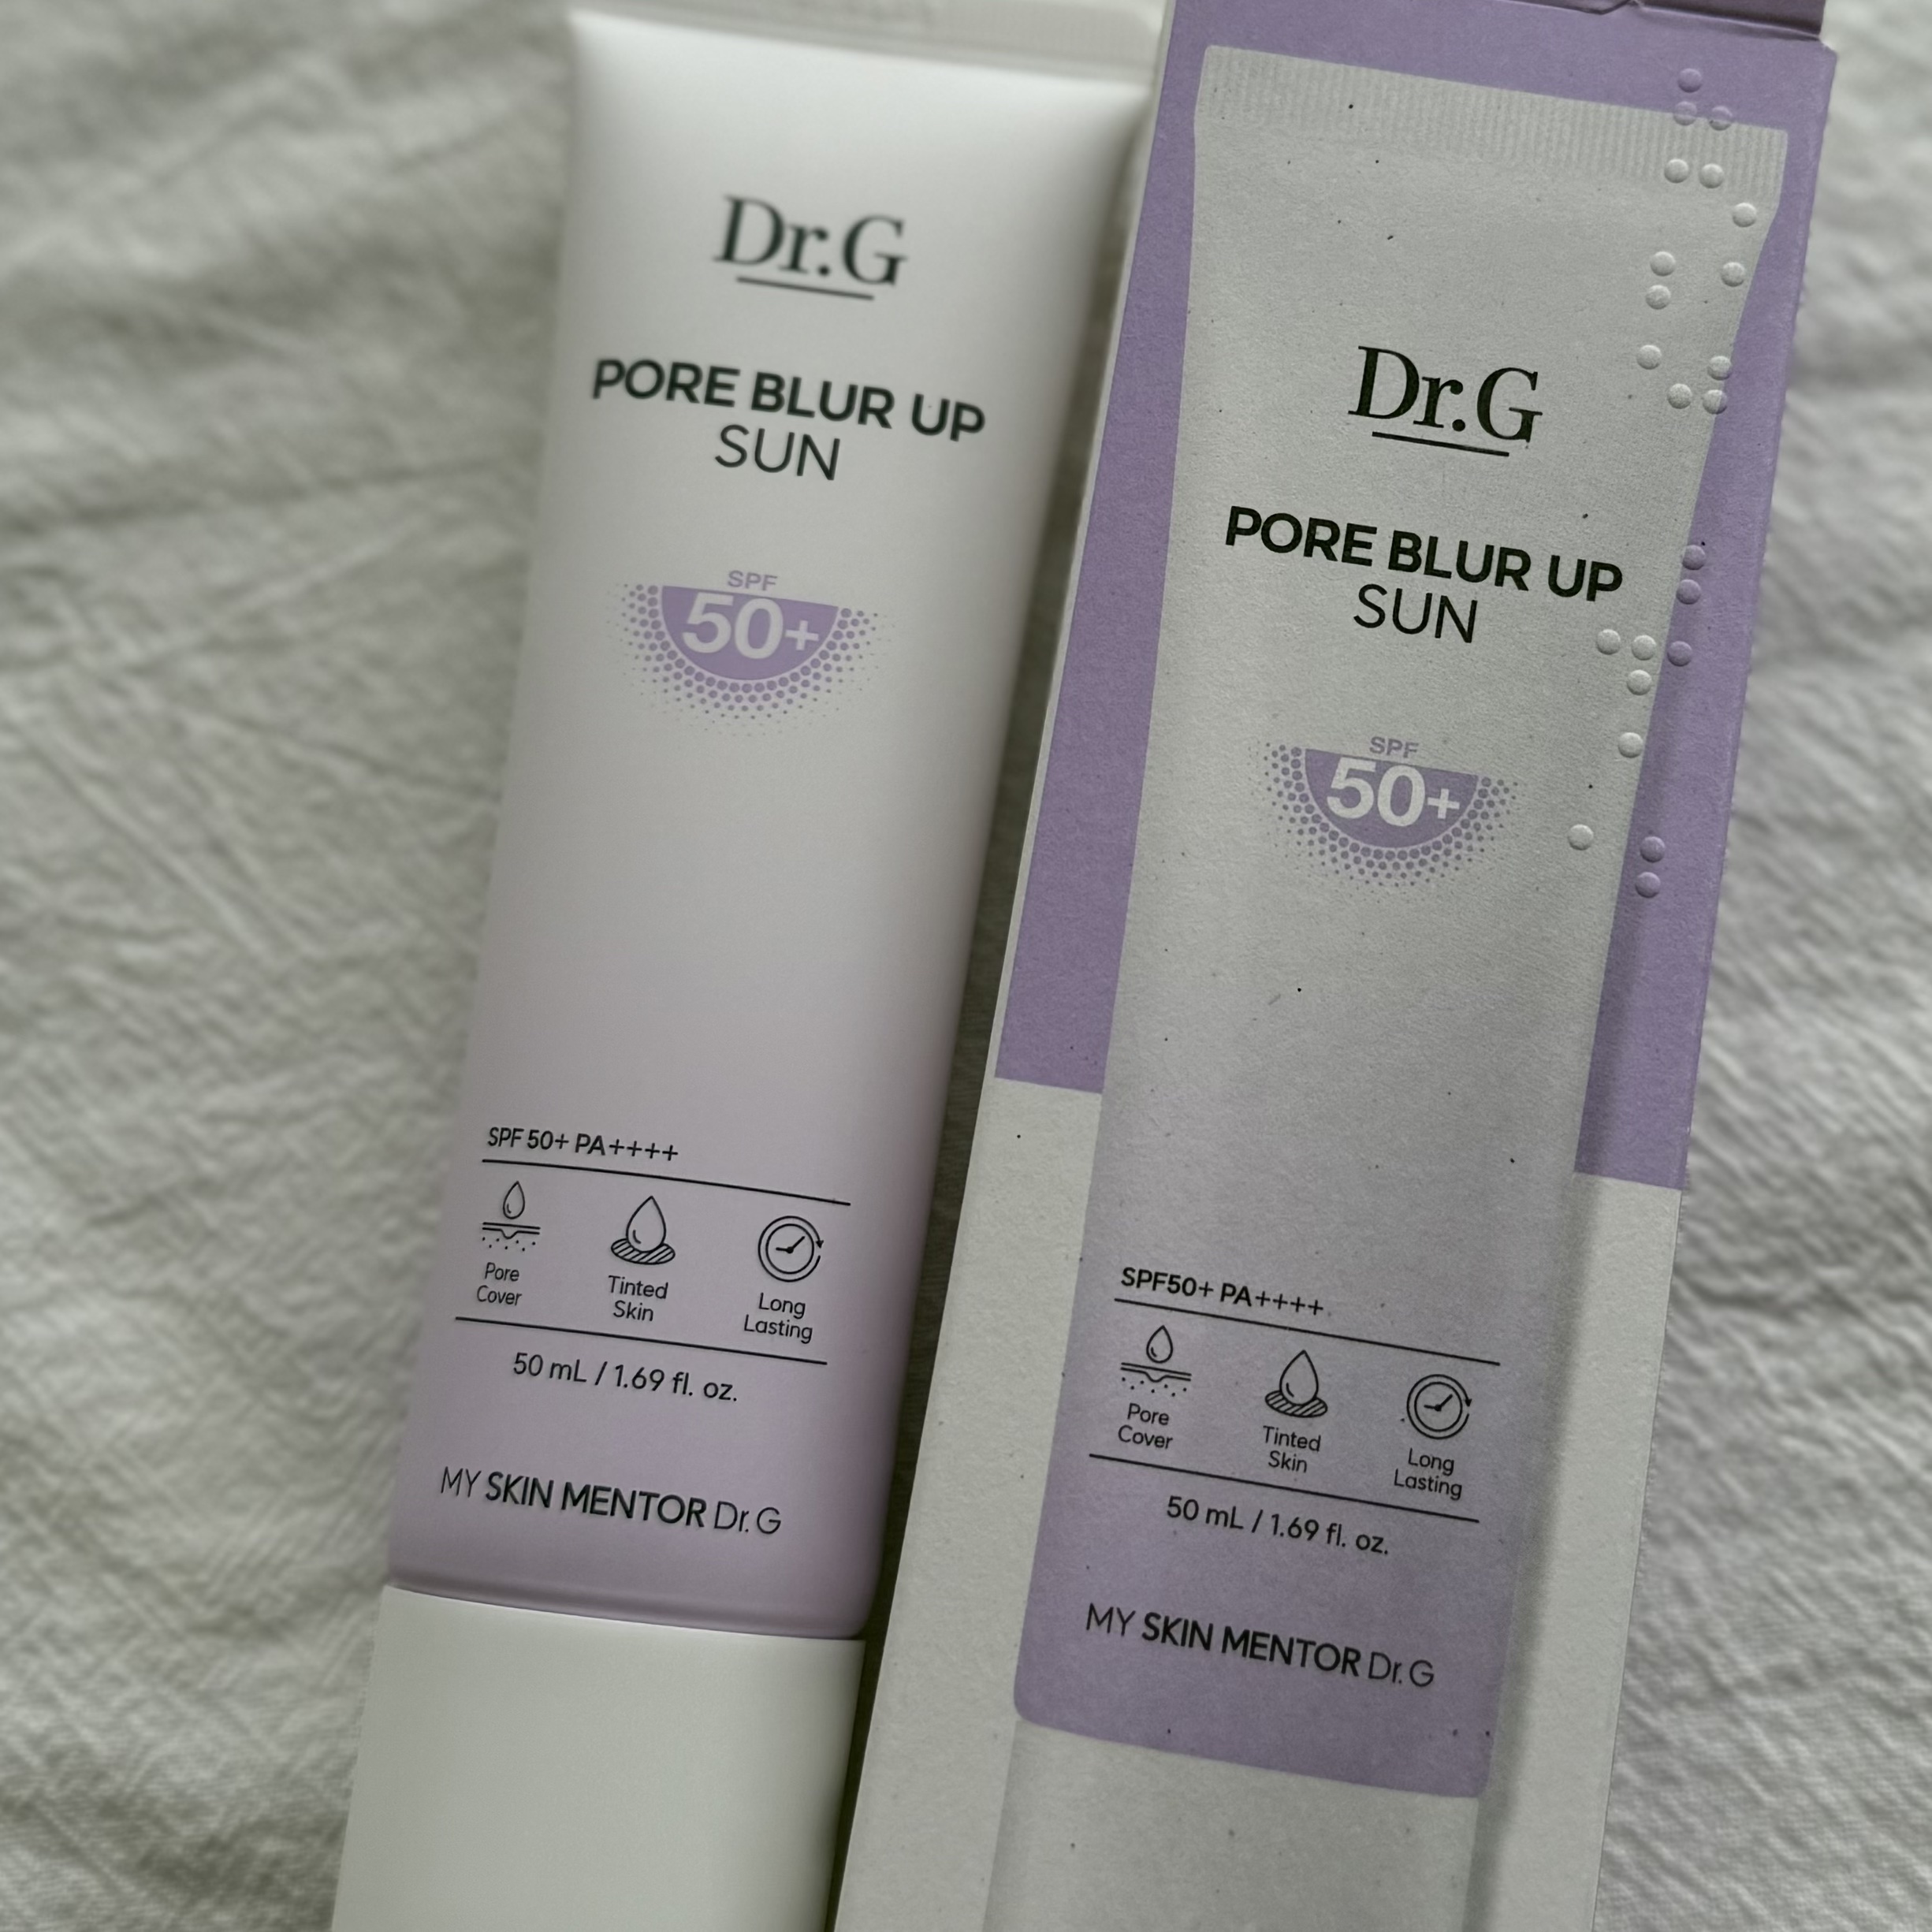 Dr.G
PORE BLUR UP
SUN
SPF
50+
SPF 50+ PA++++
Pore
Cover
Tinted
Skin
Long
Lasting
50 mL / 1.69 fl. oz.
MY SKIN MENTOR Dr.G
Dr.G
PORE BLUR UP
SUN
SPF
50+
SPF50+ PA++++
Pore
Cover
Tinted
Skin
Long
Lasting
50 mL / 1.69 fl. oz.
MY SKIN MENTOR Dr.G